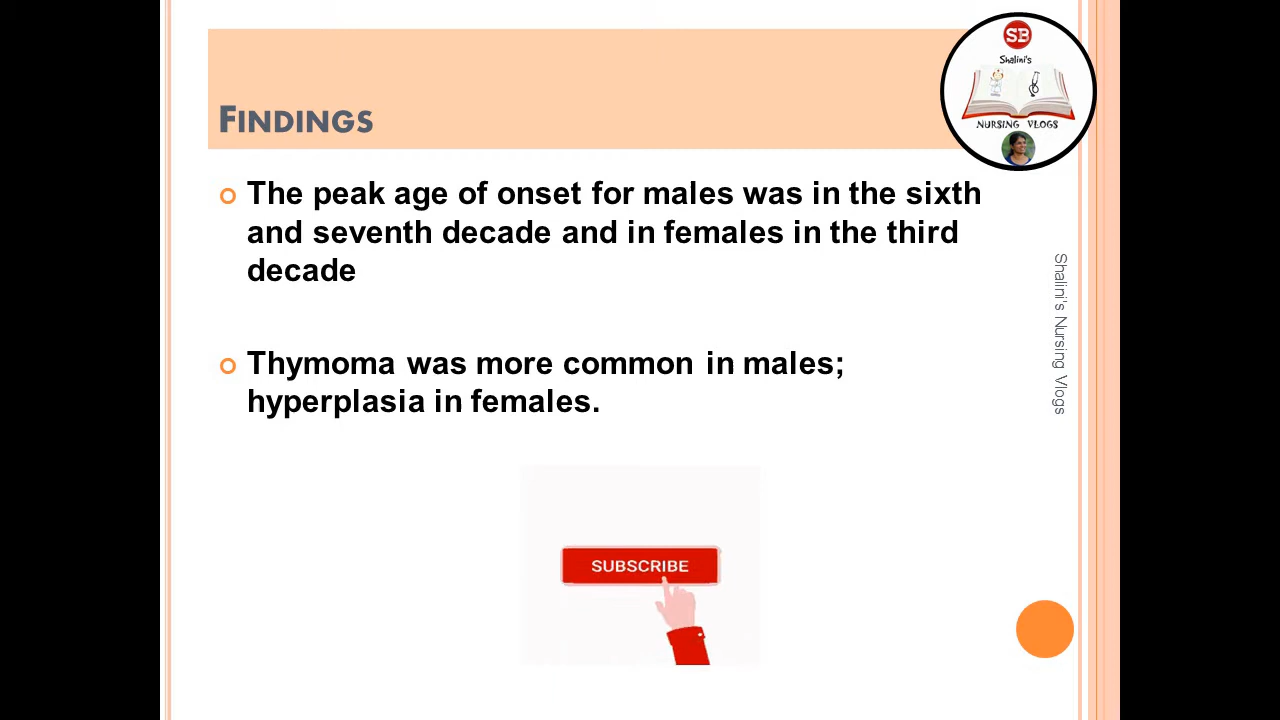 SB
Shalini's
NURSING VLOGS
FINDINGS
The peak age of onset for males was in the sixth
and seventh decade and in females in the third
decade
Thymoma was more common in males;
hyperplasia in females.
Shalini's Nursing Vlogs
SUBSCRIBE